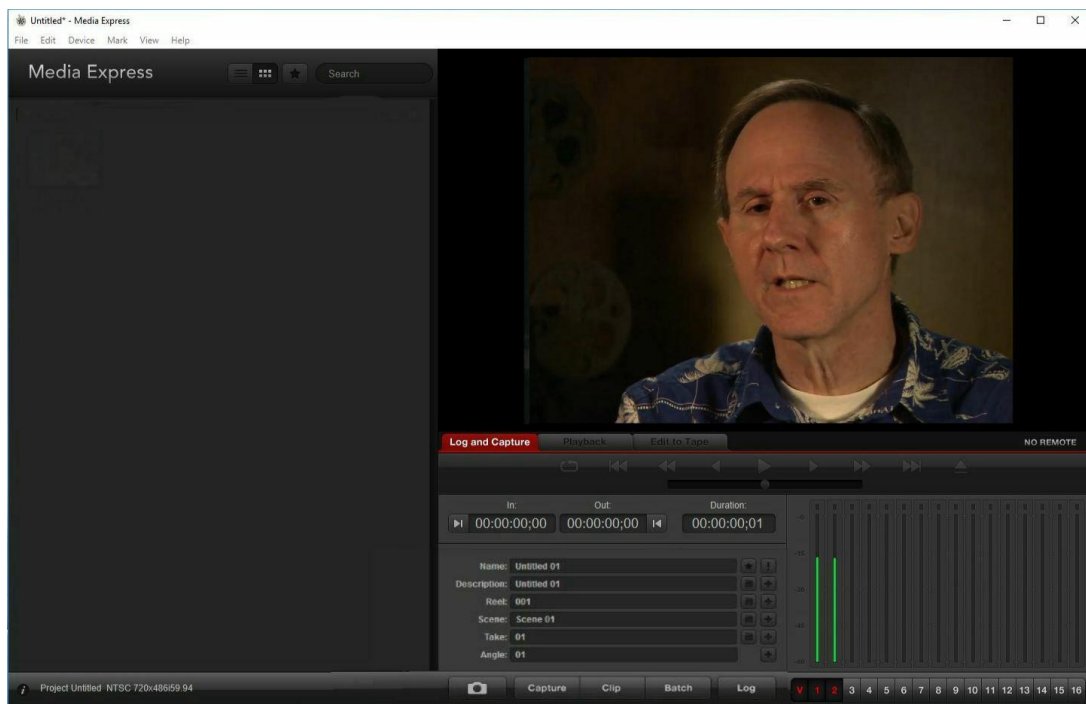 Untitled* - Media Express
File Edit Device Mark View Help
Media Express
Search
Log and Capture Playback Edit to Tape NO REMOTE
In: Out: Duration:
00:00:00;00 00:00:00;00 00:00:00;01
Name: Untitled 01
Description: Untitled 01
Reel: 001
Scene: Scene 01
Take: 01
Angle: 01
Project Untitled NTSC 720x486i59.94
Capture Clip Batch Log
V 1 2 3 4 5 6 7 8 9 10 11 12 13 14 15 16